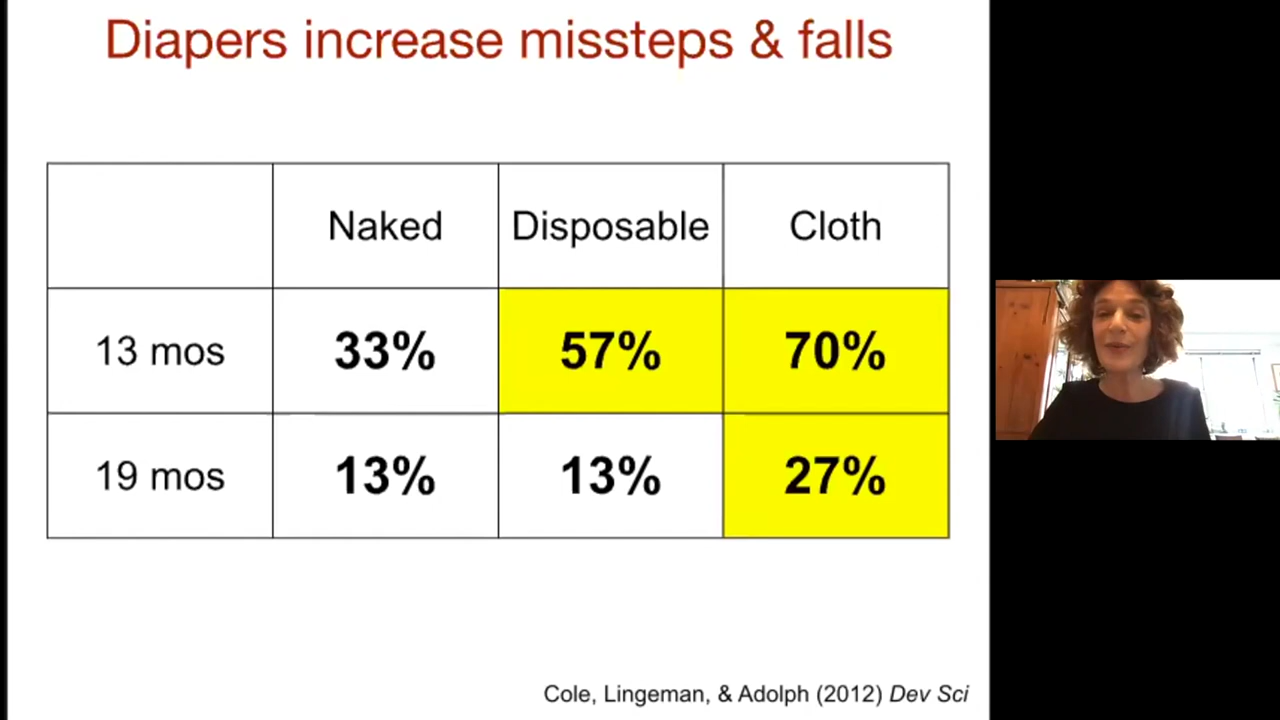 Diapers increase missteps & falls
Naked Disposable Cloth
13 mos 33% 57% 70%
19 mos 13% 13% 27%
Cole, Lingeman, & Adolph (2012) Dev Sci